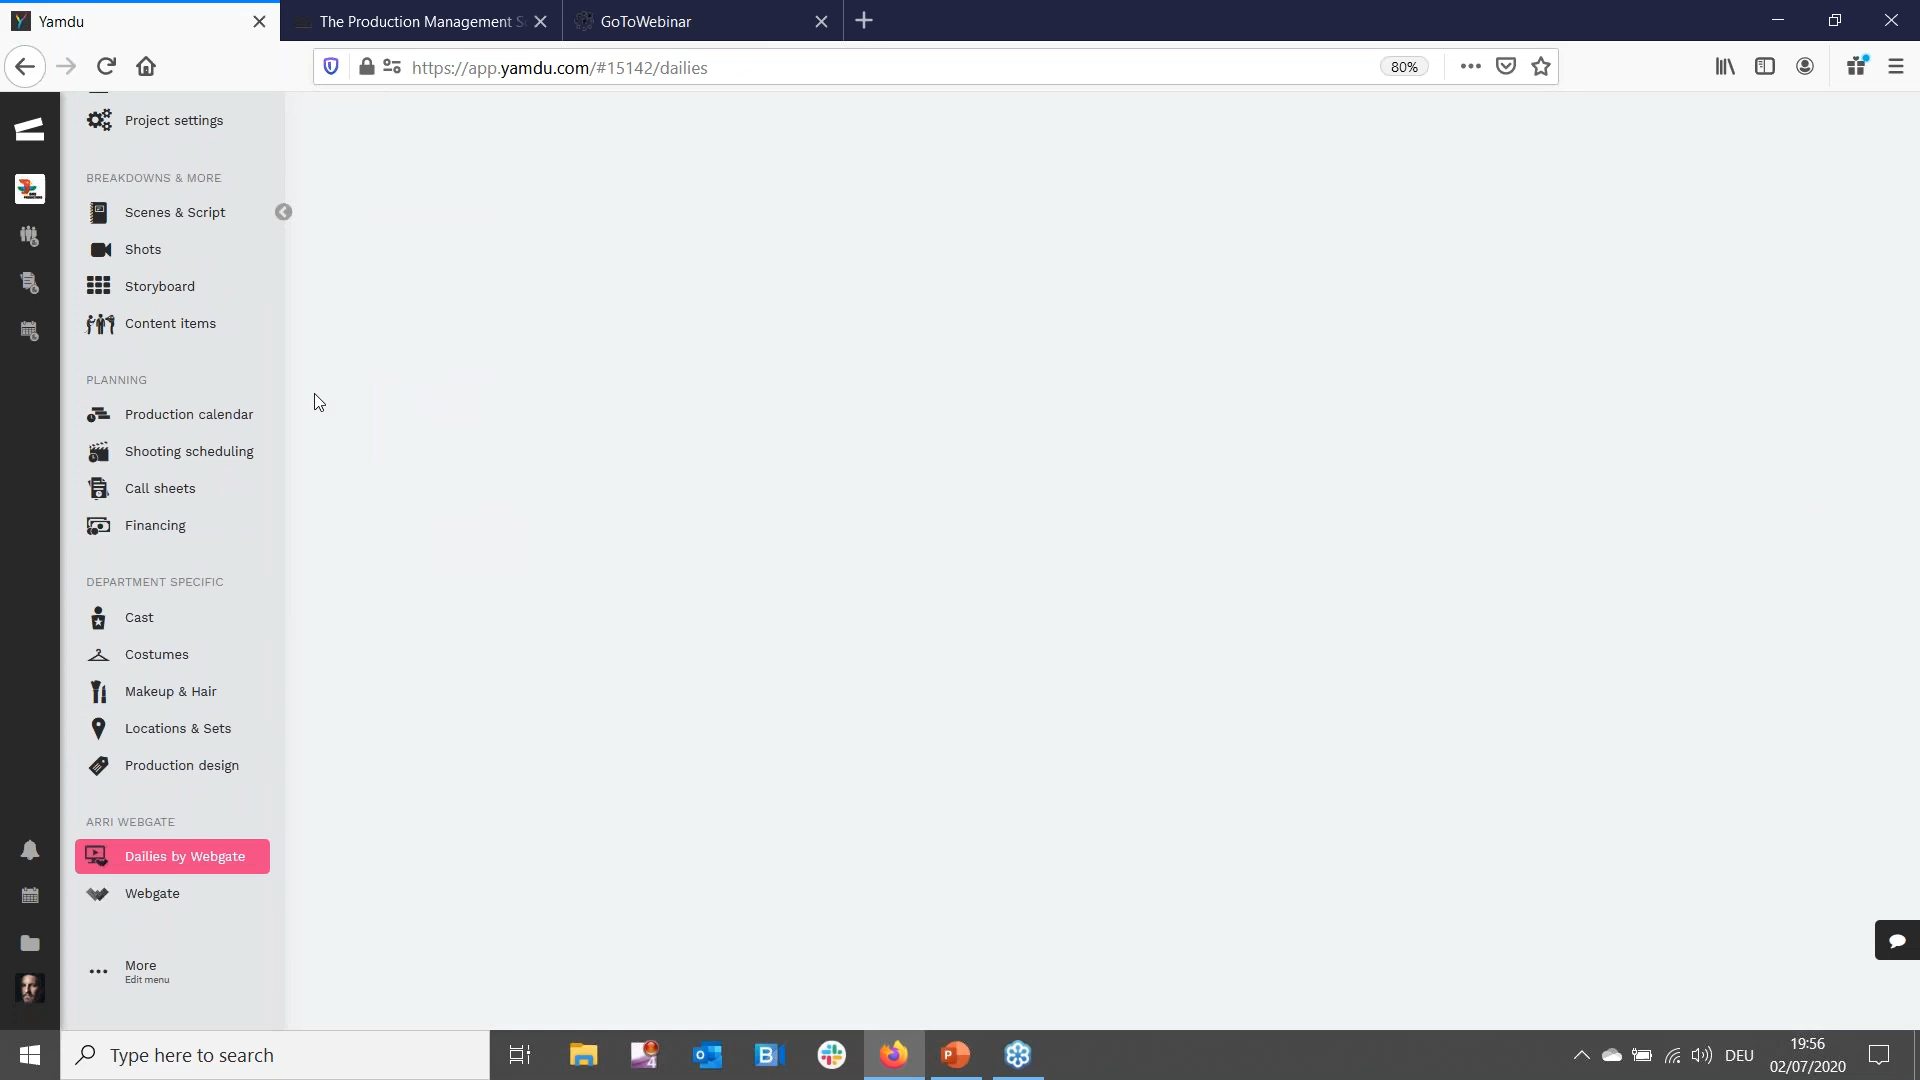 Yamdu
The Production Management S
GoToWebinar
https://app.yamdu.com/#15142/dailies
80%
Project settings
BREAKDOWNS & MORE
Scenes & Script
Shots
Storyboard
Content items
PLANNING
Production calendar
Shooting scheduling
Call sheets
Financing
DEPARTMENT SPECIFIC
Cast
Costumes
Makeup & Hair
Locations & Sets
Production design
ARRI WEBGATE
Dailies by Webgate
Webgate
More
Edit menu
Type here to search
DEU
19:56
02/07/2020